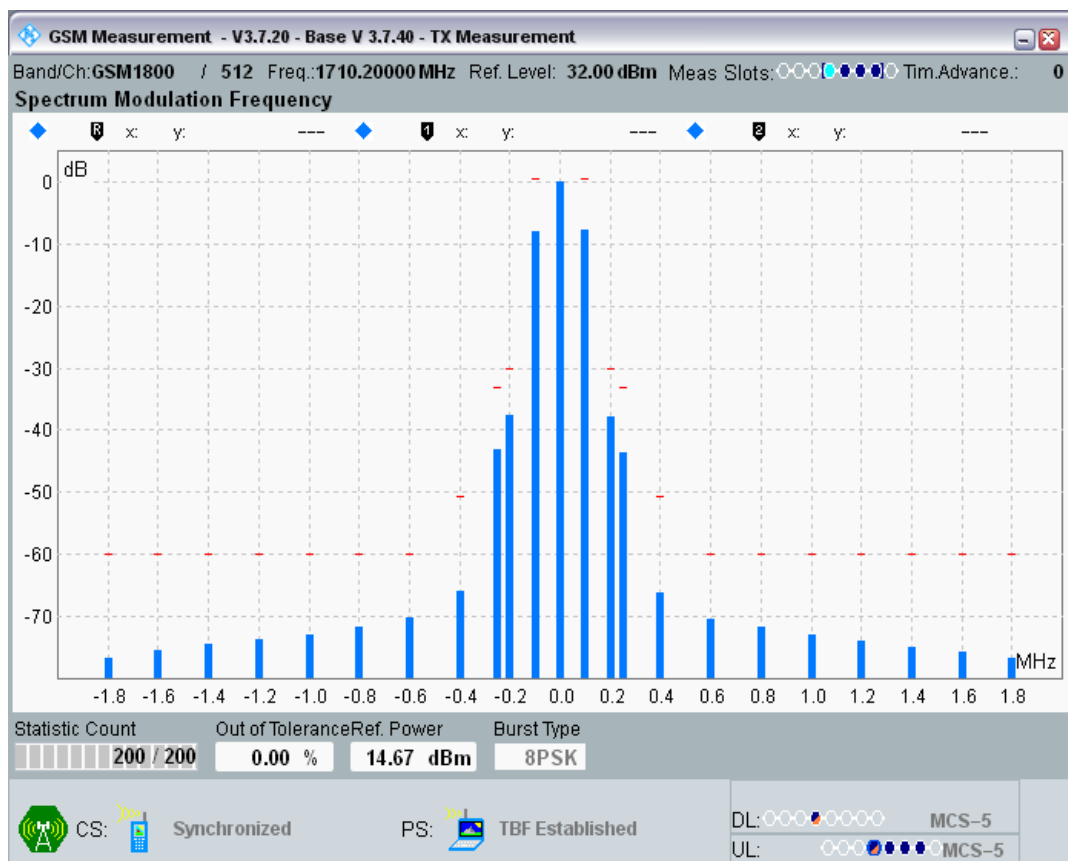 GSM Measurement - V3.7.20 - Base V 3.7.40 - TX Measurement
Band/Ch:GSM1800 / 512 Freq.:1710.20000MHz Ref. Level: 32.00dBm Meas Slots: Tim.Advance.: 0
Spectrum Modulation Frequency
R x: y: --- 1 x: y: --- 2 x: y: ---
dB
0
-10
-20
-30
-40
-50
-60
-70
MHz
-1.8 -1.6 -1.4 -1.2 -1.0 -0.8 -0.6 -0.4 -0.2 0.0 0.2 0.4 0.6 0.8 1.0 1.2 1.4 1.6 1.8
Statistic Count Out of Tolerance Ref. Power Burst Type
200 / 200 0.00 % 14.67 dBm 8PSK
CS: Synchronized PS: TBF Established DL: MCS-5
UL: MCS-5